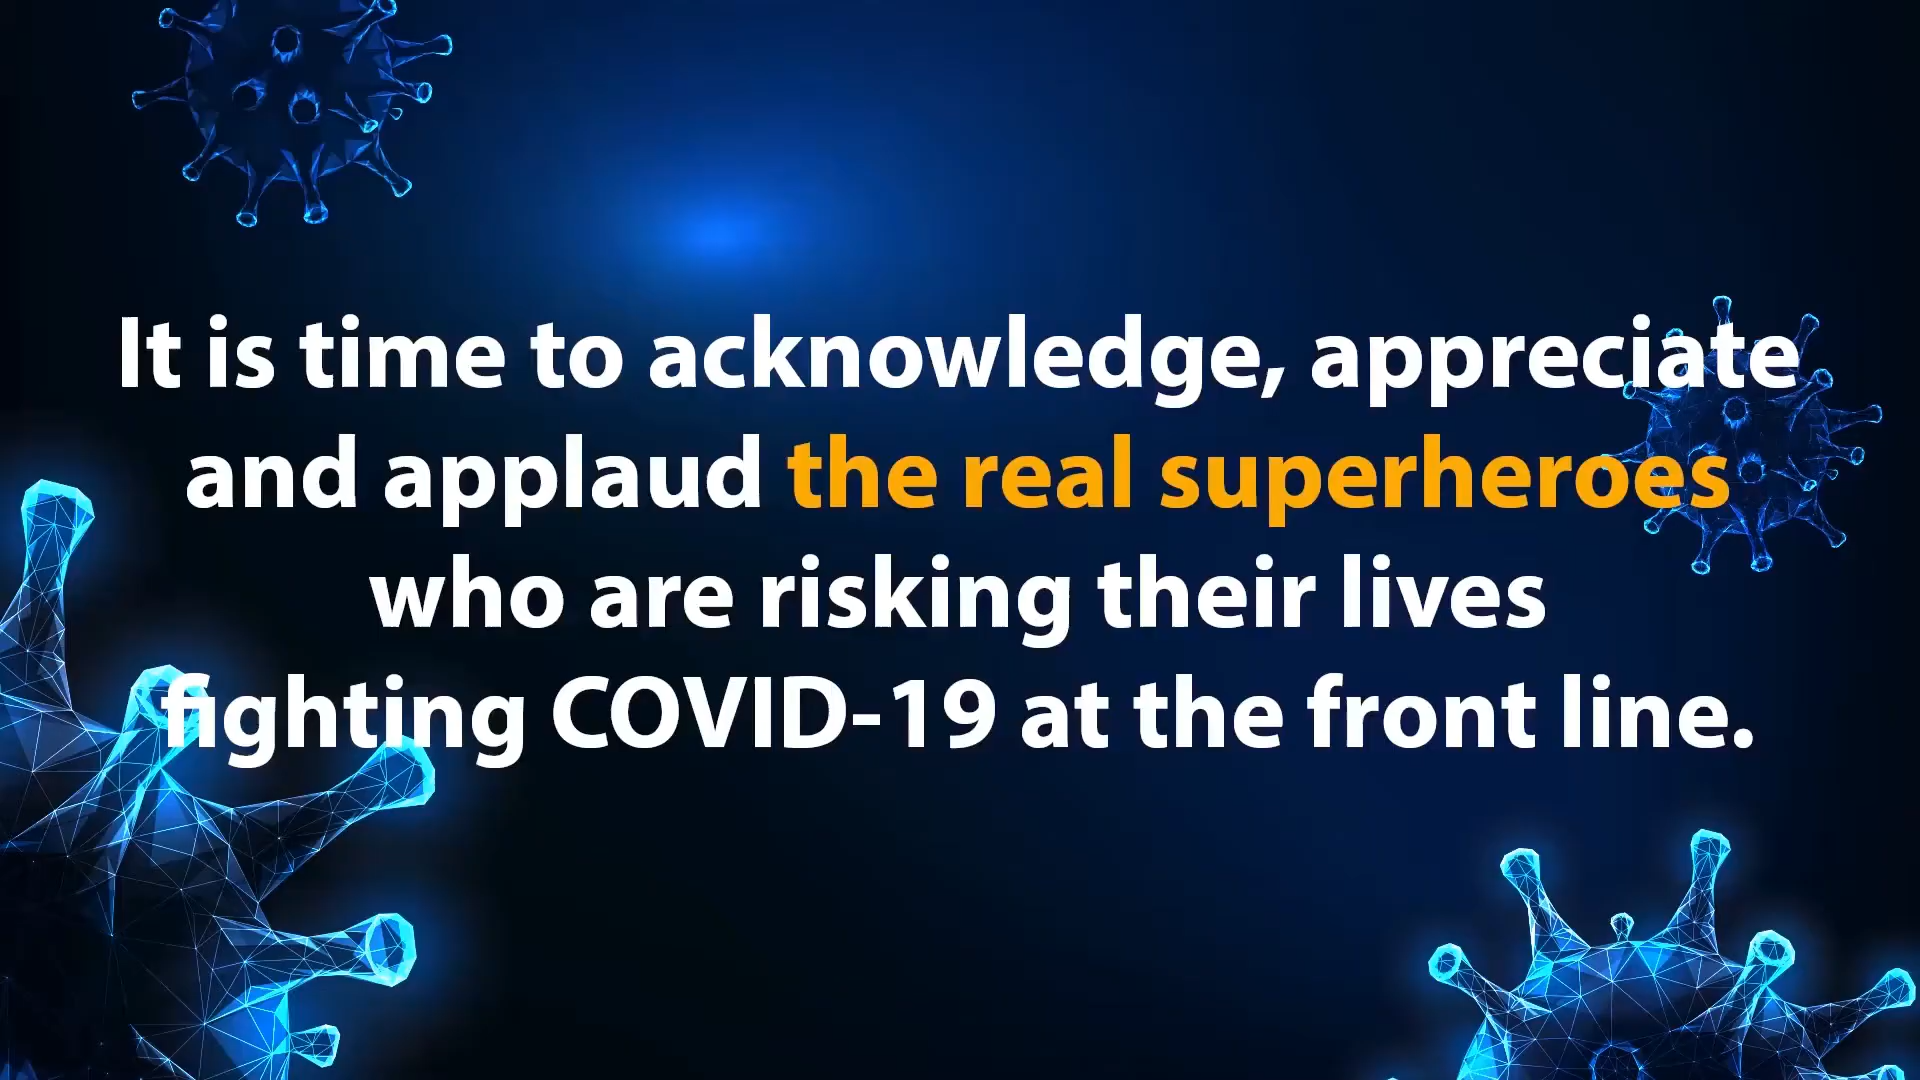 It is time to acknowledge, appreciate
and applaud the real superheroes
who are risking their lives
fighting COVID-19 at the front line.